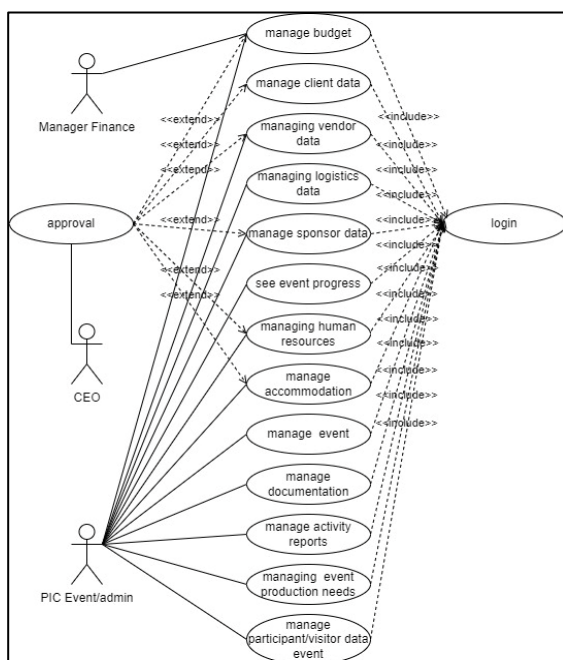 manage budget
Manager Finance
manage client data
<<include>>
<<extend>>
<<include>>
managing vendor
data
<<extend>>
<<include>>
<<extend>>
<<include>>
managing logistics
data
<<include>>
approval
<<extend>>
manage sponsor data
<<include>>
login
<<include>>
<<extend>>
see event progress
<<include>>
<<extend>>
<<include>>
managing human
resources
<<include>>
<<include>>
CEO
manage
accommodation
<<include>>
<<include>>
<<include>>
manage event
manage
documentation
manage activity
reports
PIC Event/admin
managing event
production needs
manage
participant/visitor data
event